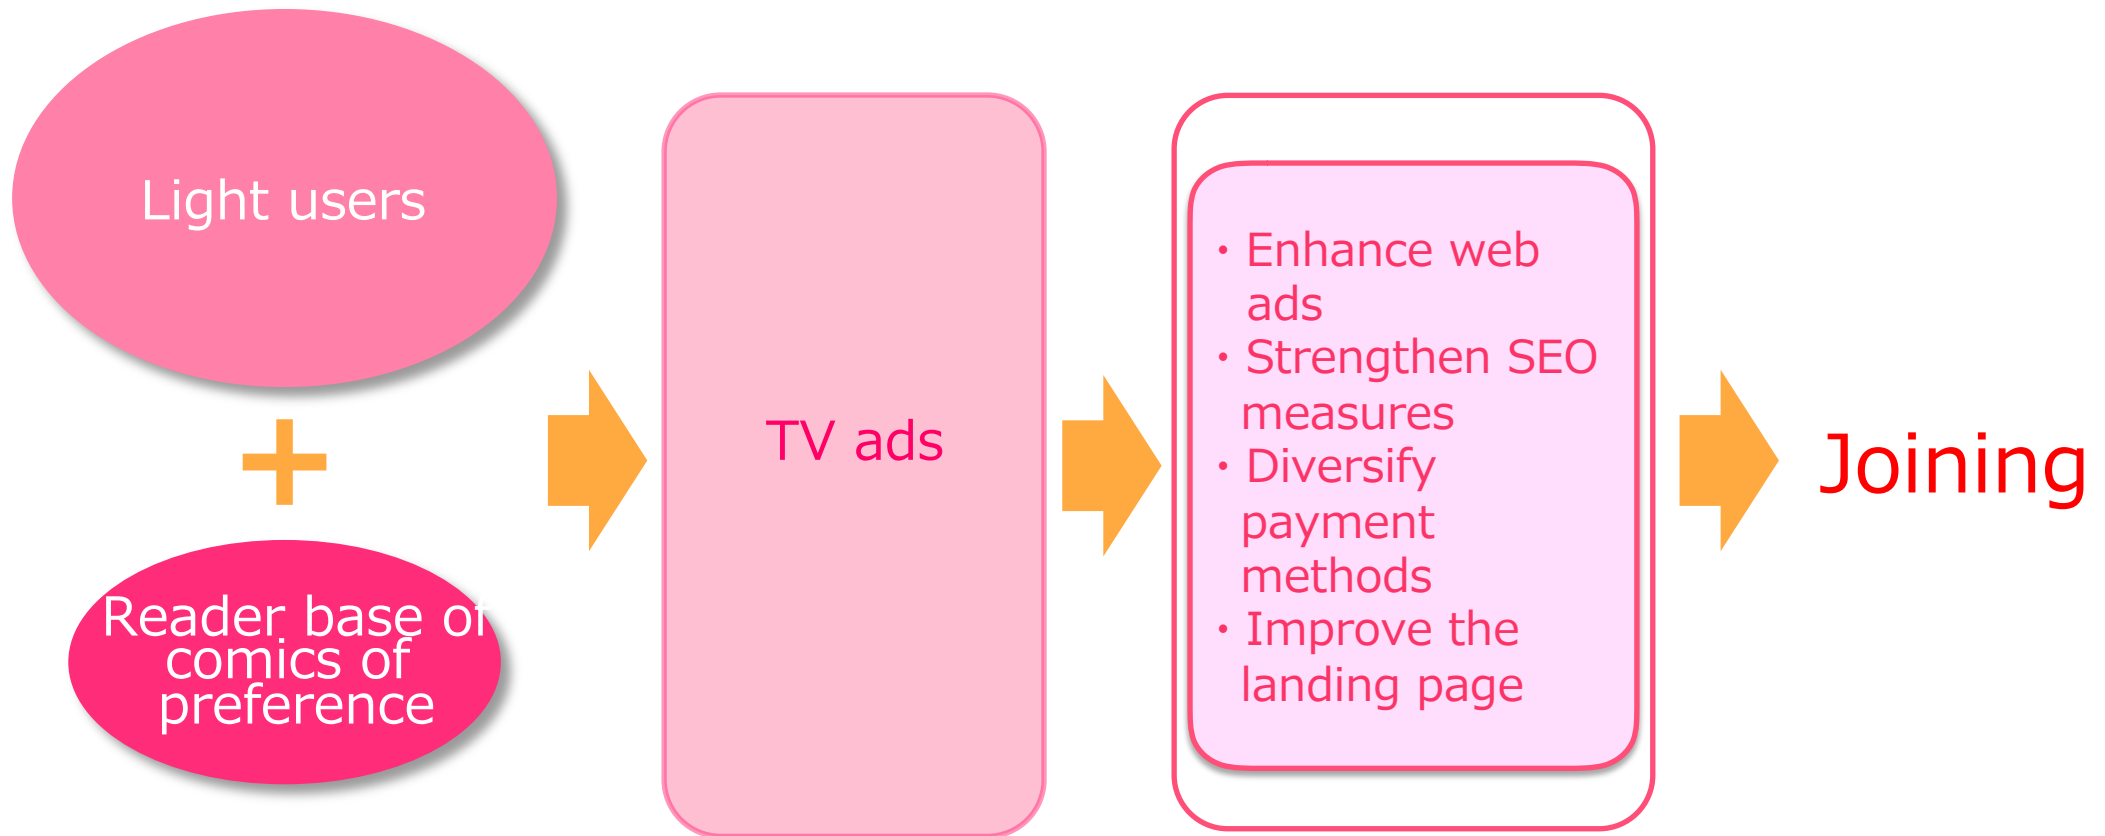 Light users
+
Reader base of
comics of
preference
TV ads
・Enhance web
ads
・Strengthen SEO
measures
・Diversify
payment
methods
・Improve the
landing page
Joining